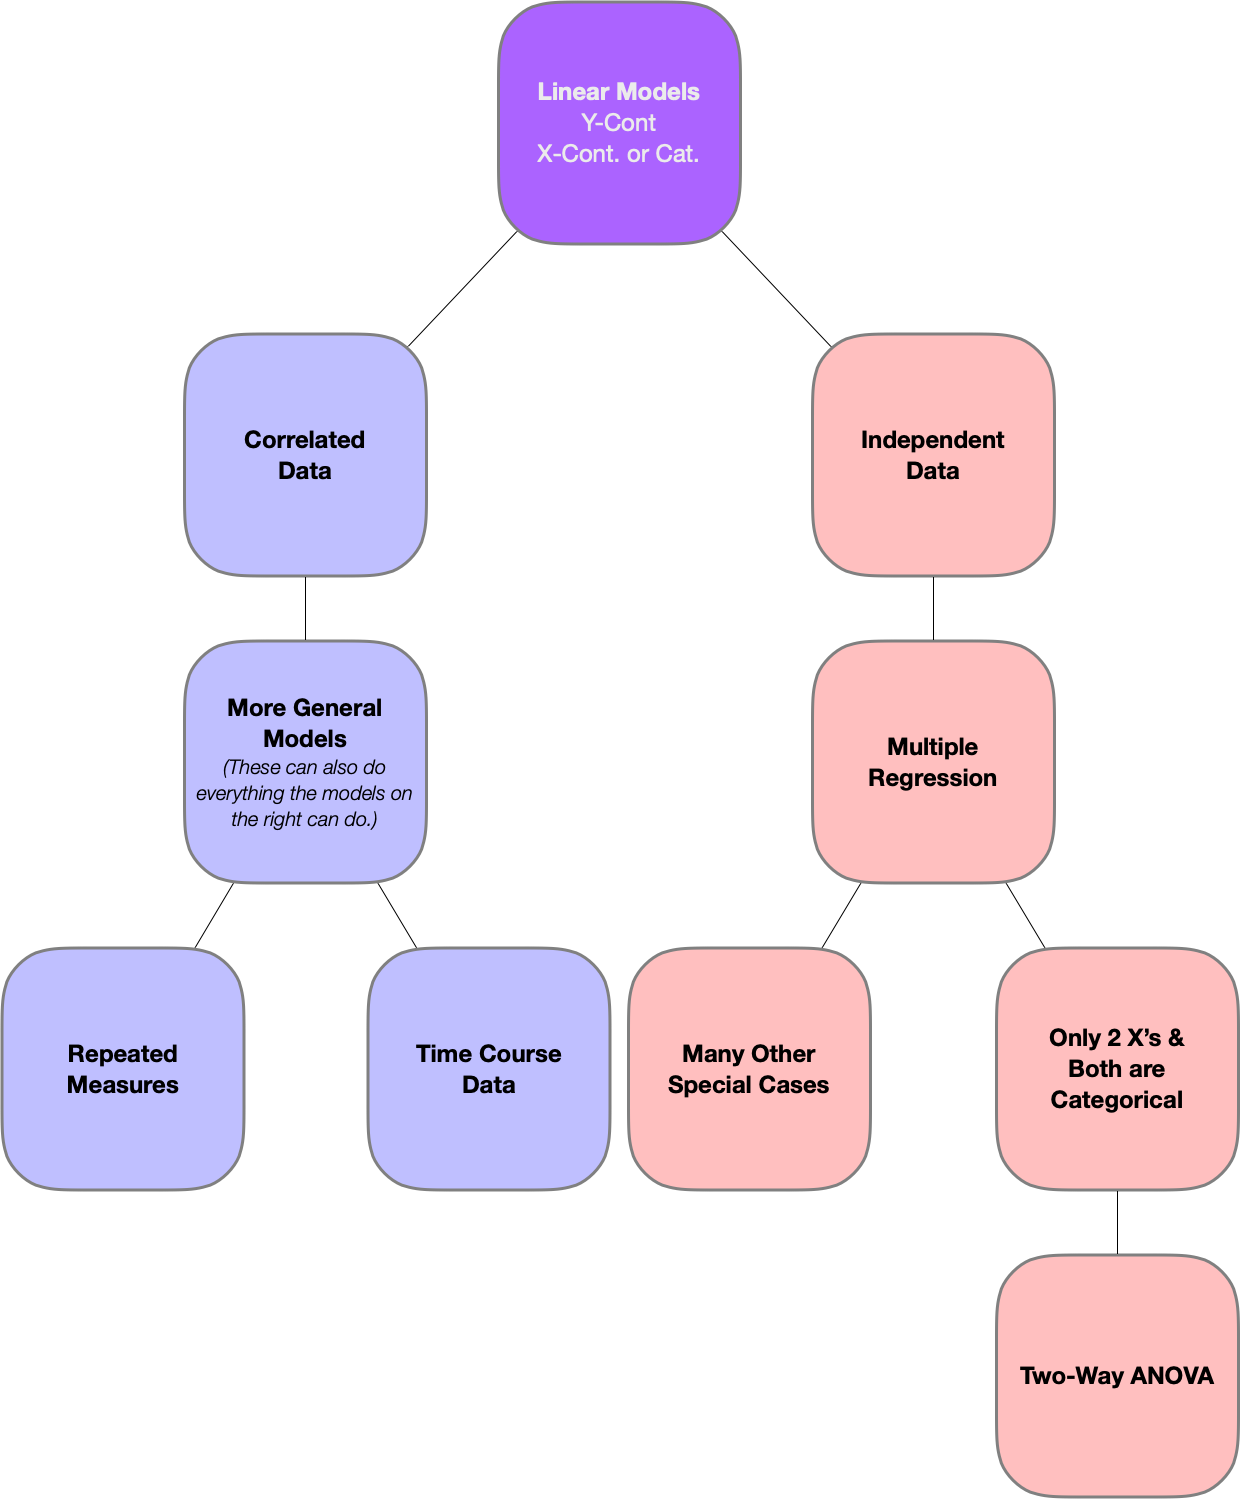 Linear Models
Y-Cont
X-Cont. or Cat.
Correlated
Data
Independent
Data
More General
Models
(These can also do
everything the models on
the right can do.)
Multiple
Regression
Repeated
Measures
Time Course
Data
Many Other
Special Cases
Only 2 X’s &
Both are
Categorical
Two-Way ANOVA